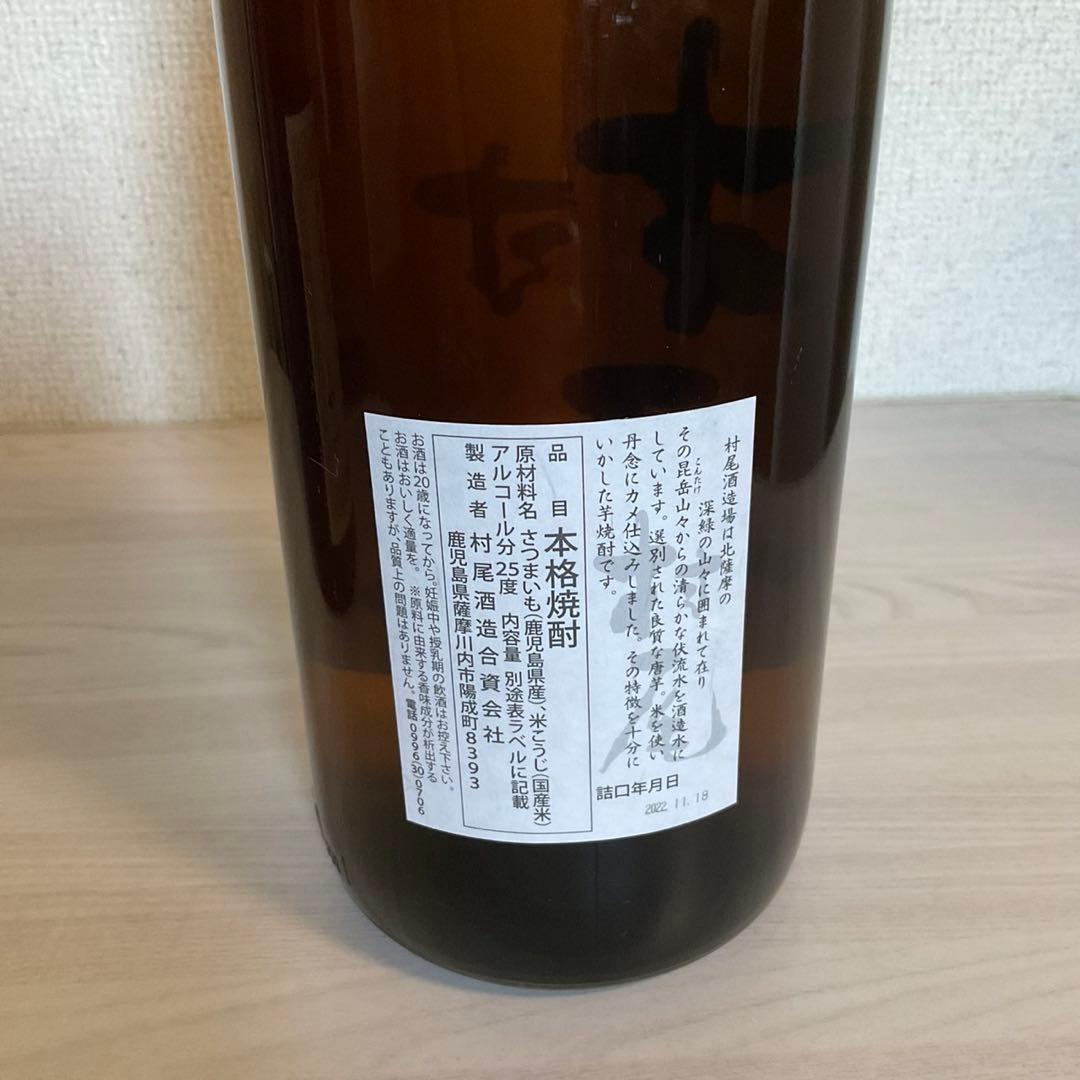 村尾酒造場は北薩摩の
深緑の山々に囲まれて在り
こんたけ
その昆岳山々からの清らかな伏流水を酒造水に
しています。選別された良質な唐芋。米を使い
丹念にカメ仕込みしました。その特徴を十分に
いかした芋焼酎です。
村尾
詰口年月日
2022.11.18
品目 本格焼酎
原材料名 さつまいも(鹿児島県産)、米こうじ(国産米)
アルコール分 25度 内容量 別途表ラベルに記載
製造者 村尾酒造合資会社
鹿児島県薩摩川内市陽成町8393
お酒は20歳になってから。妊娠中や授乳期の飲酒はお控え下さい。
お酒はおいしく適量を。 ※原料に由来する香味成分が析出する
こともありますが、品質上の問題はありません。電話0996(30)0706